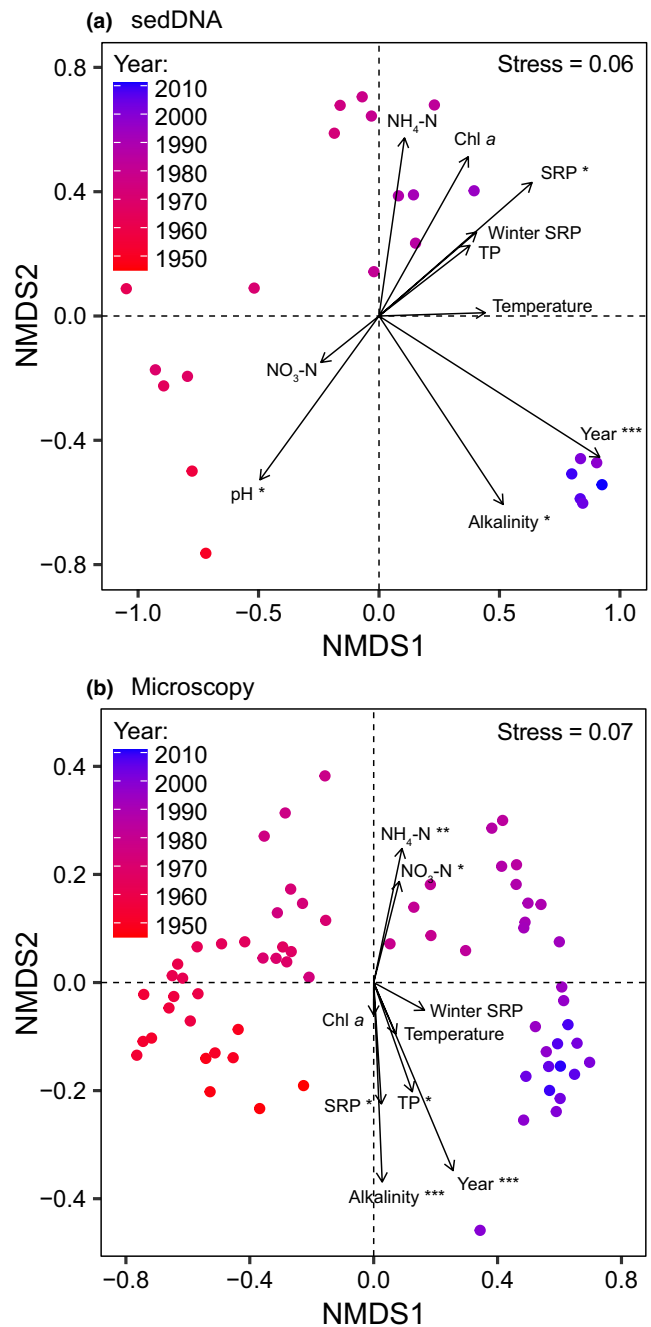 (a) sedDNA
Year:
Stress = 0.06
2010
2000
1990
1980
1970
1960
1950
NH₄-N
Chl a
SRP *
Winter SRP
TP
Temperature
NO₃-N
pH *
Year ***
Alkalinity *
0.8
0.4
0.0
−0.4
−0.8
NMDS2
−1.0 −0.5 0.0 0.5 1.0
NMDS1
(b) Microscopy
Year:
Stress = 0.07
2010
2000
1990
1980
1970
1960
1950
NH₄-N **
NO₃-N *
Winter SRP
Chl a
Temperature
SRP *
TP *
Year ***
Alkalinity ***
0.4
0.2
0.0
−0.2
−0.4
NMDS2
−0.8 −0.4 0.0 0.4 0.8
NMDS1